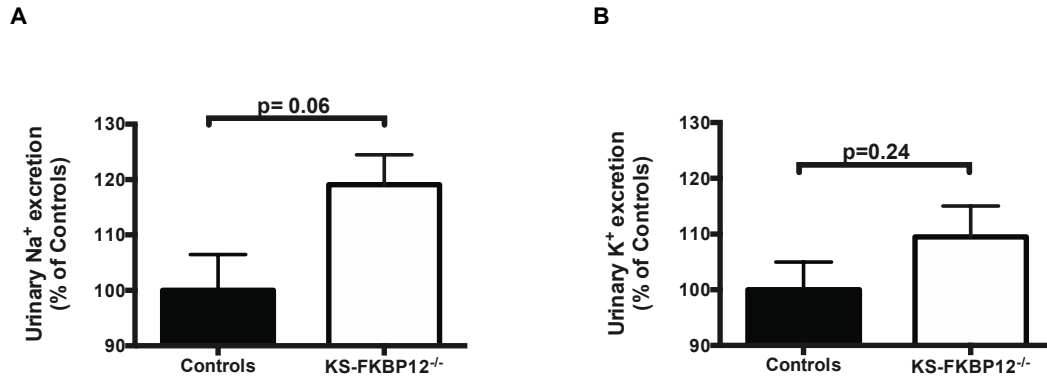 A
p= 0.06
Urinary Na⁺ excretion
(% of Controls)
130
120
110
100
90
Controls
KS-FKBP12⁻/⁻
B
p=0.24
Urinary K⁺ excretion
(% of Controls)
130
120
110
100
90
Controls
KS-FKBP12⁻/⁻